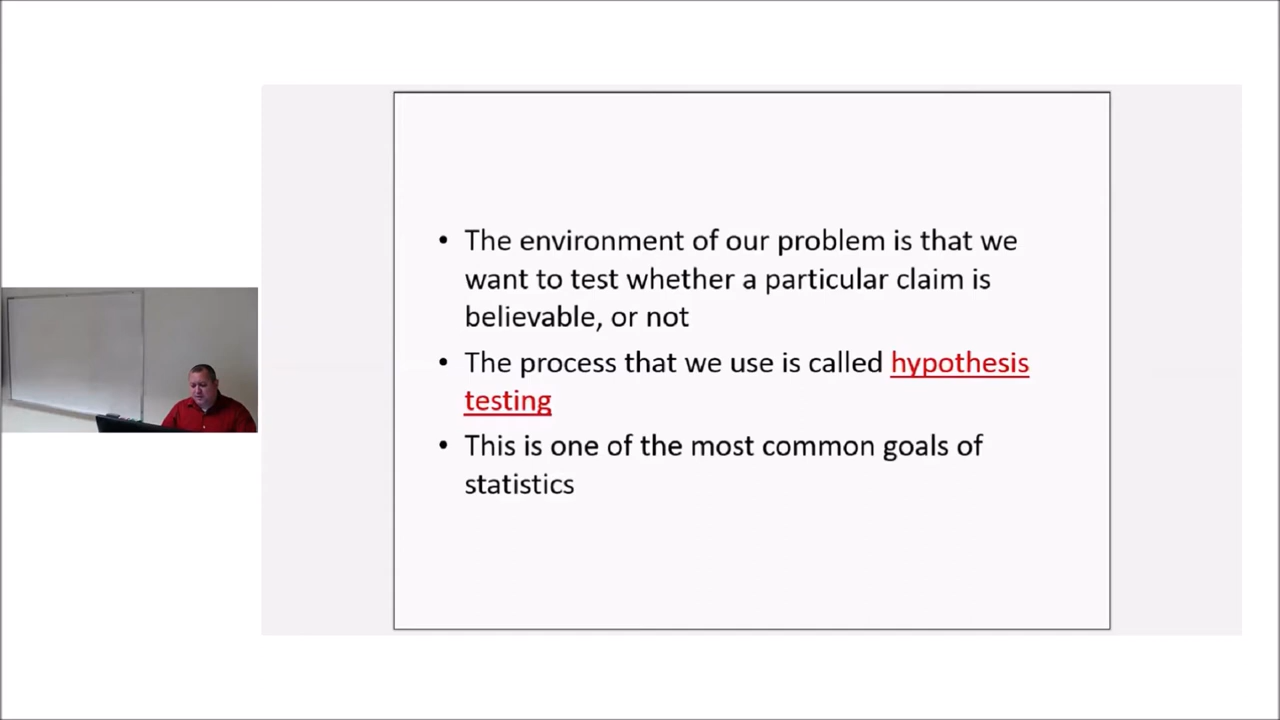 • The environment of our problem is that we
want to test whether a particular claim is
believable, or not
• The process that we use is called hypothesis
testing
• This is one of the most common goals of
statistics